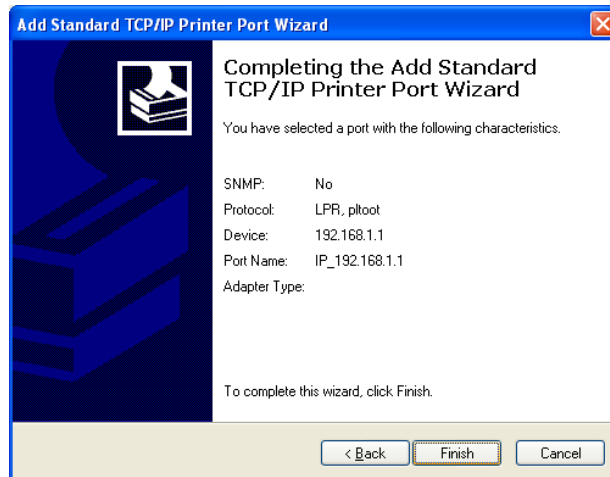 Add Standard TCP/IP Printer Port Wizard
Completing the Add Standard
TCP/IP Printer Port Wizard
You have selected a port with the following characteristics.
SNMP: No
Protocol: LPR, pltoot
Device: 192.168.1.1
Port Name: IP_192.168.1.1
Adapter Type:
To complete this wizard, click Finish.
< Back Finish Cancel